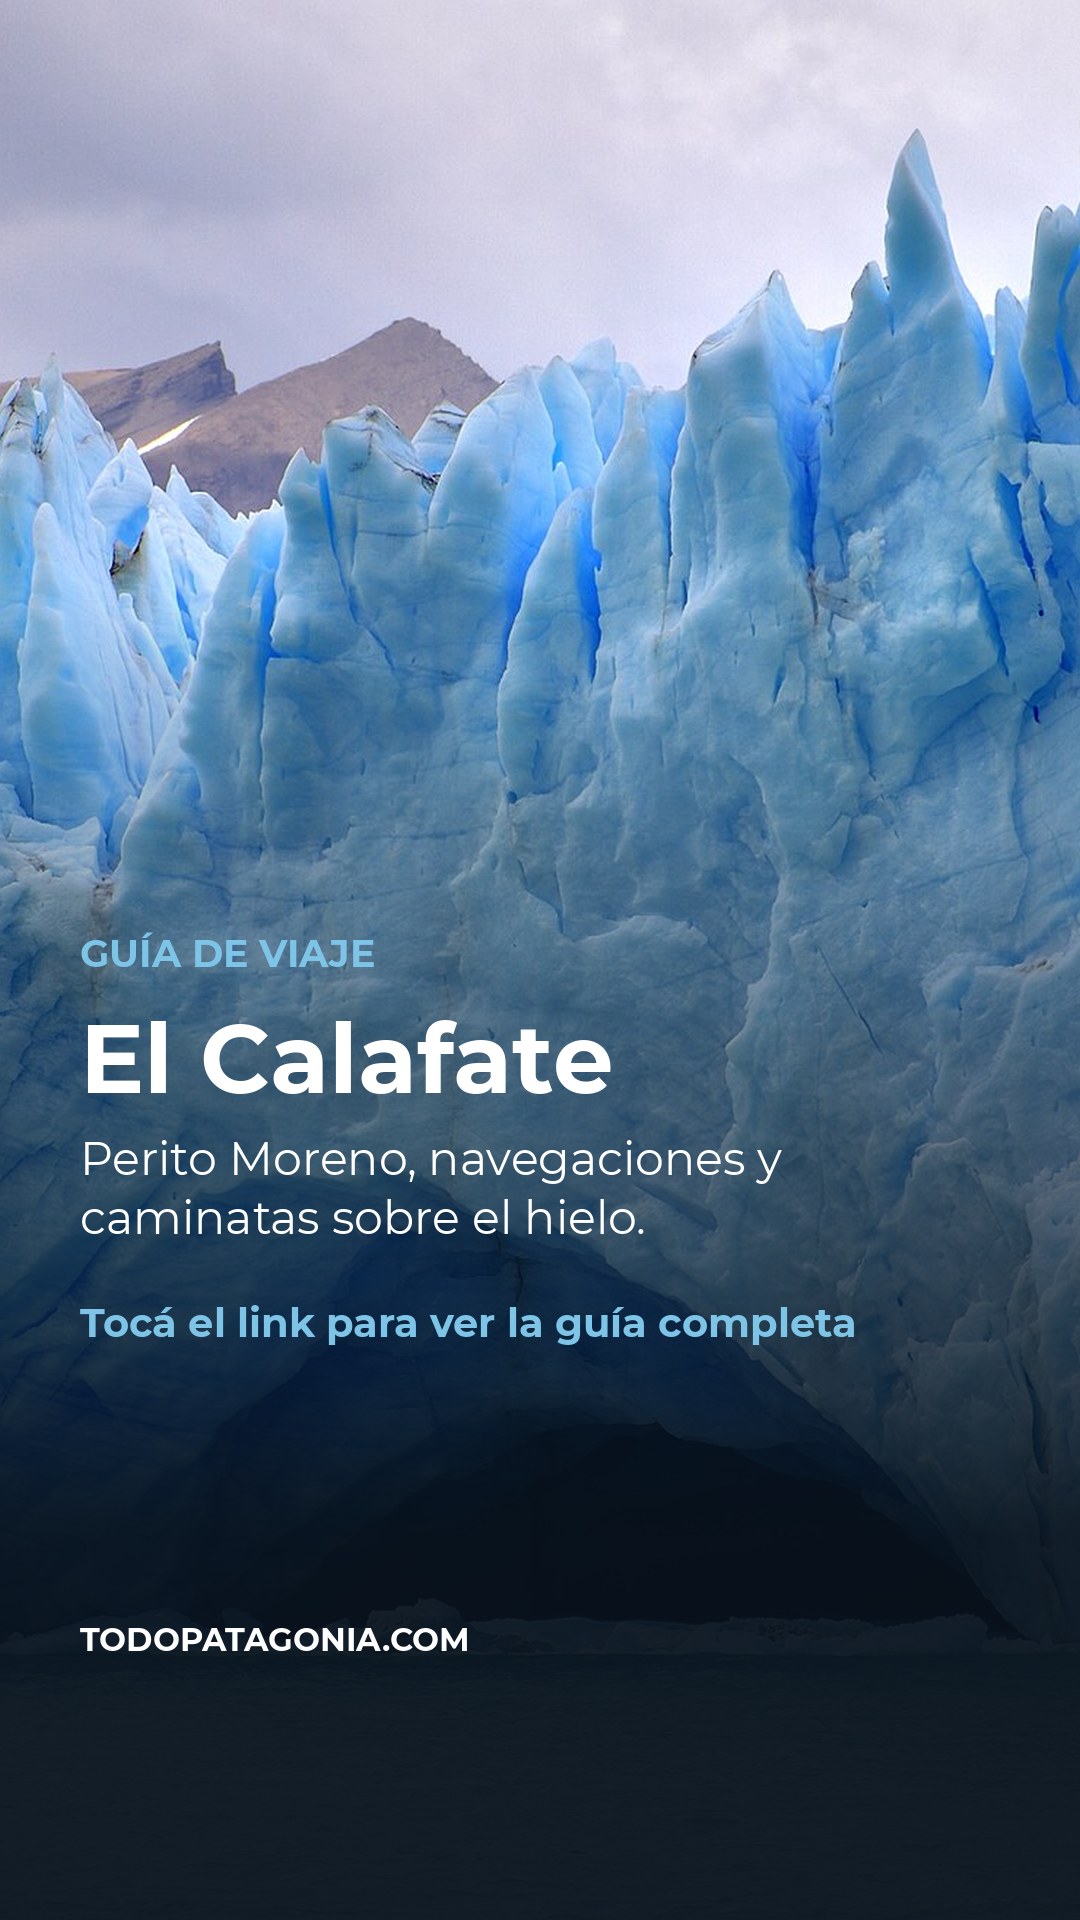 GUÍA DE VIAJE
El Calafate
Perito Moreno, navegaciones y
caminatas sobre el hielo.
Tocá el link para ver la guía completa
TODOPATAGONIA.COM